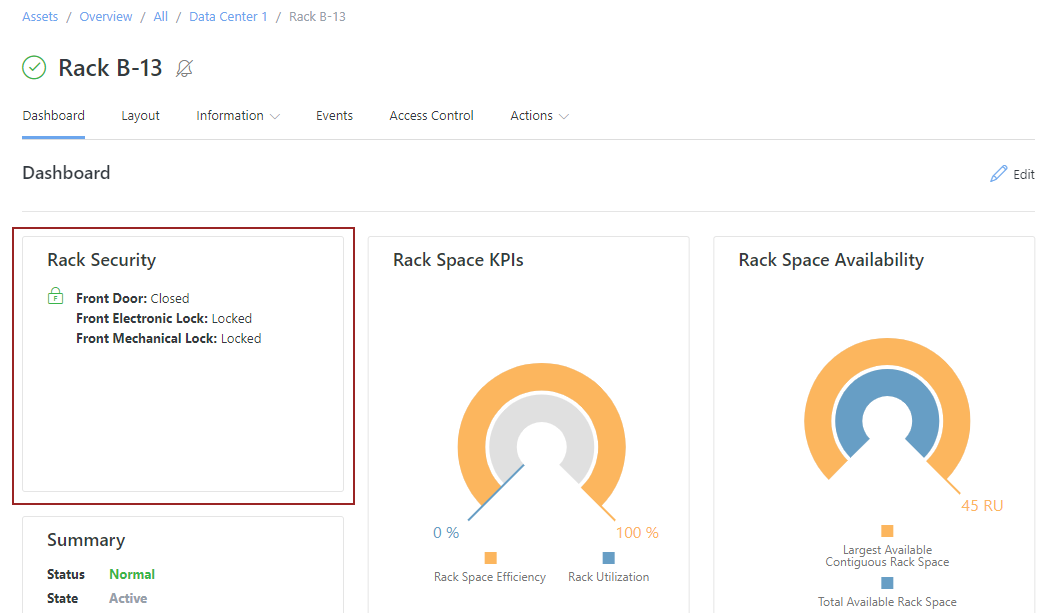 Assets / Overview / All / Data Center 1 / Rack B-13
Rack B-13
Dashboard Layout Information Events Access Control Actions
Dashboard
Edit
Rack Security
F
Front Door: Closed
Front Electronic Lock: Locked
Front Mechanical Lock: Locked
Summary
Status Normal
State Active
Rack Space KPIs
0 % 100 %
Rack Space Efficiency Rack Utilization
Rack Space Availability
45 RU
Largest Available
Contiguous Rack Space
Total Available Rack Space